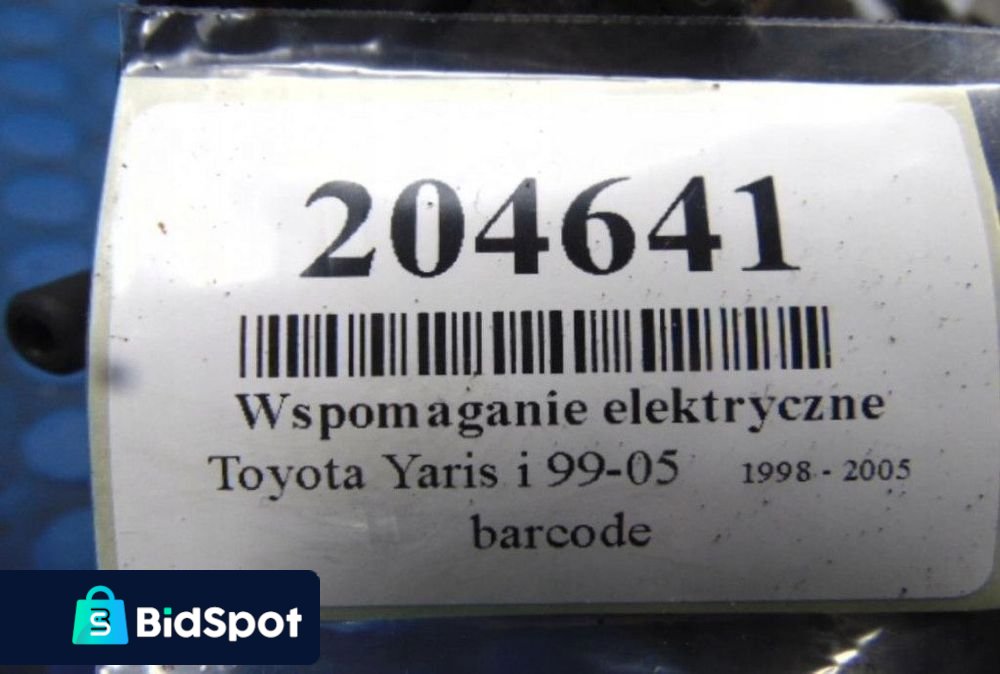 204641
Wspomaganie elektryczne
Toyota Yaris i 99-05 1998 - 2005
barcode
BidSpot